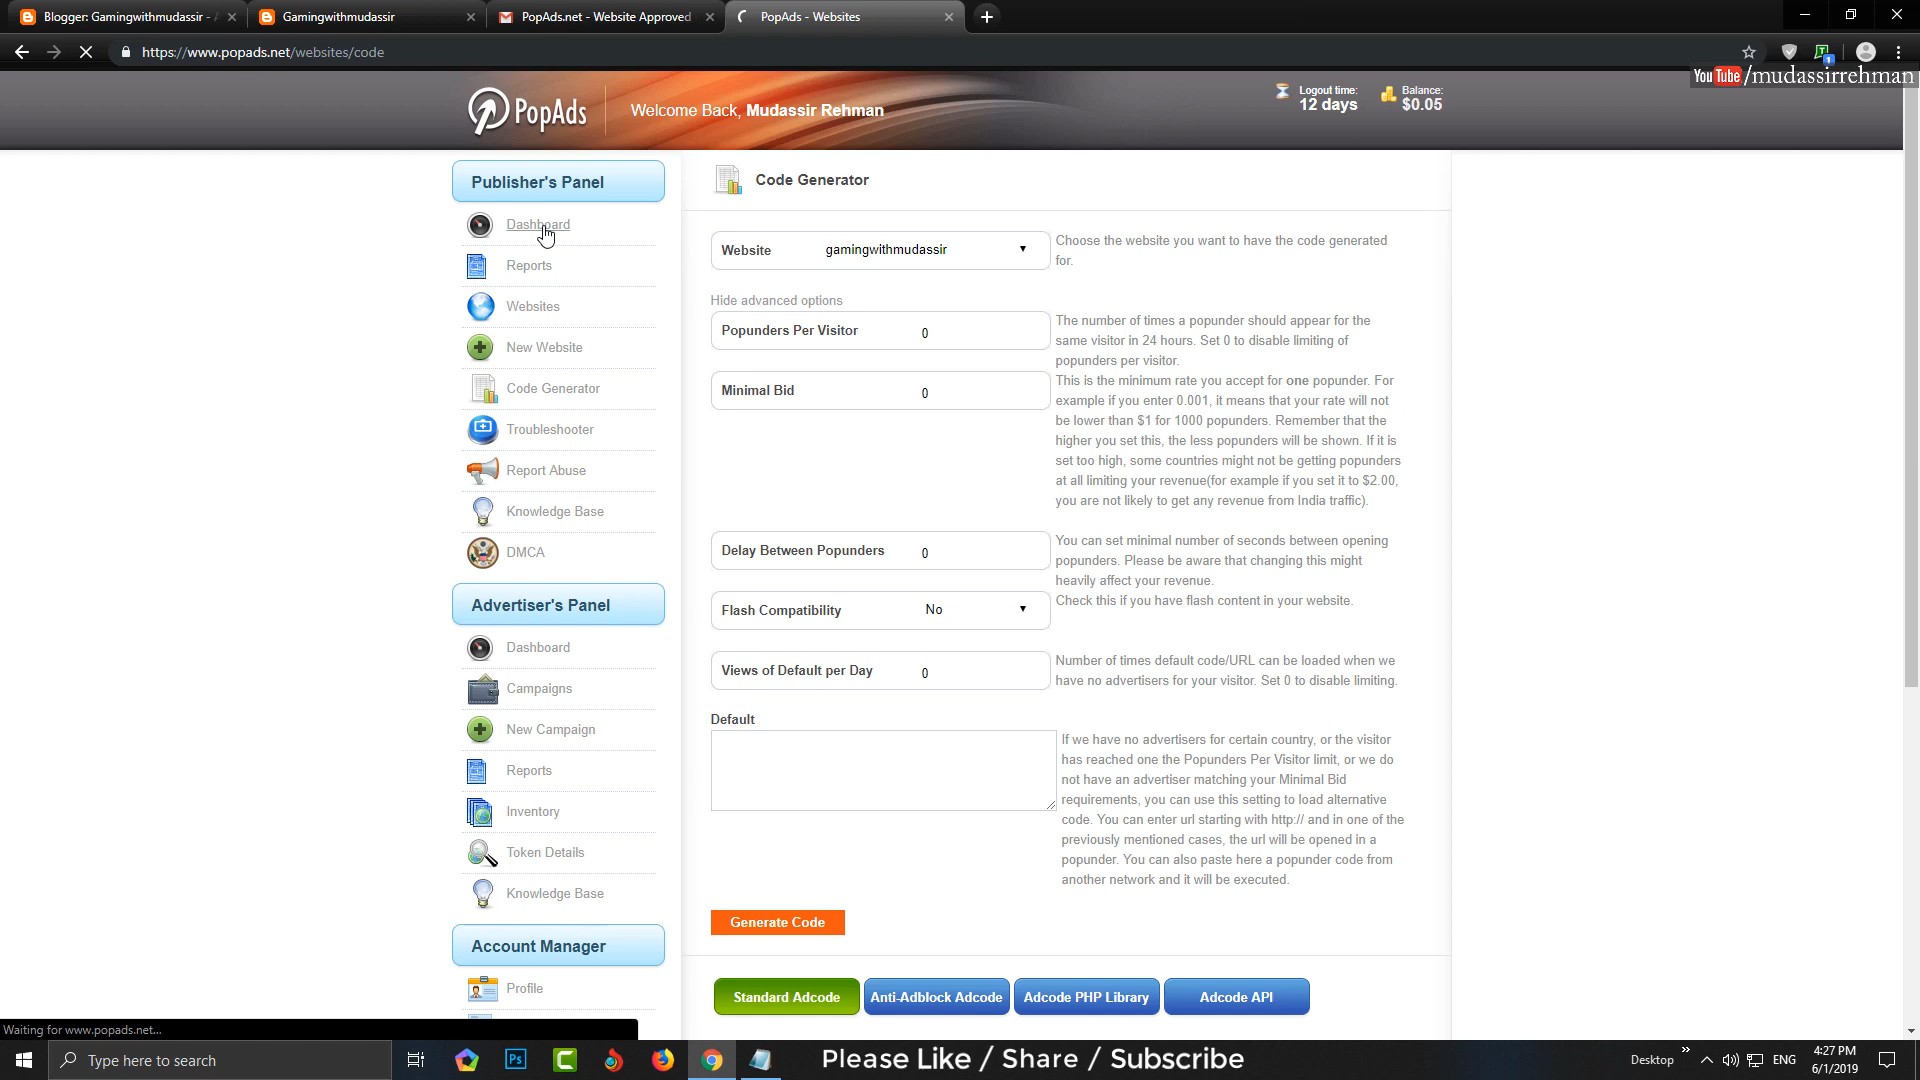 Blogger: Gamingwithmudassir -
Gamingwithmudassir
PopAds.net - Website Approved
PopAds - Websites
https://www.popads.net/websites/code
YouTube/mudassirrehman
PopAds
Welcome Back, Mudassir Rehman
Logout time:
12 days
Balance:
$0.05
Publisher's Panel
Dashboard
Reports
Websites
New Website
Code Generator
Troubleshooter
Report Abuse
Knowledge Base
DMCA
Advertiser's Panel
Dashboard
Campaigns
New Campaign
Reports
Inventory
Token Details
Knowledge Base
Account Manager
Profile
Code Generator
Website gamingwithmudassir
Choose the website you want to have the code generated
for.
Hide advanced options
Popunders Per Visitor 0
The number of times a popunder should appear for the
same visitor in 24 hours. Set 0 to disable limiting of
popunders per visitor.
Minimal Bid 0
This is the minimum rate you accept for one popunder. For
example if you enter 0.001, it means that your rate will not
be lower than $1 for 1000 popunders. Remember that the
higher you set this, the less popunders will be shown. If it is
set too high, some countries might not be getting popunders
at all limiting your revenue(for example if you set it to $2.00,
you are not likely to get any revenue from India traffic).
Delay Between Popunders 0
You can set minimal number of seconds between opening
popunders. Please be aware that changing this might
heavily affect your revenue.
Flash Compatibility No
Check this if you have flash content in your website.
Views of Default per Day 0
Number of times default code/URL can be loaded when we
have no advertisers for your visitor. Set 0 to disable limiting.
Default
If we have no advertisers for certain country, or the visitor
has reached one the Popunders Per Visitor limit, or we do
not have an advertiser matching your Minimal Bid
requirements, you can use this setting to load alternative
code. You can enter url starting with http:// and in one of the
previously mentioned cases, the url will be opened in a
popunder. You can also paste here a popunder code from
another network and it will be executed.
Generate Code
Standard Adcode
Anti-Adblock Adcode
Adcode PHP Library
Adcode API
Waiting for www.popads.net...
Type here to search
Ps
Please Like / Share / Subscribe
Desktop
ENG
4:27 PM
6/1/2019